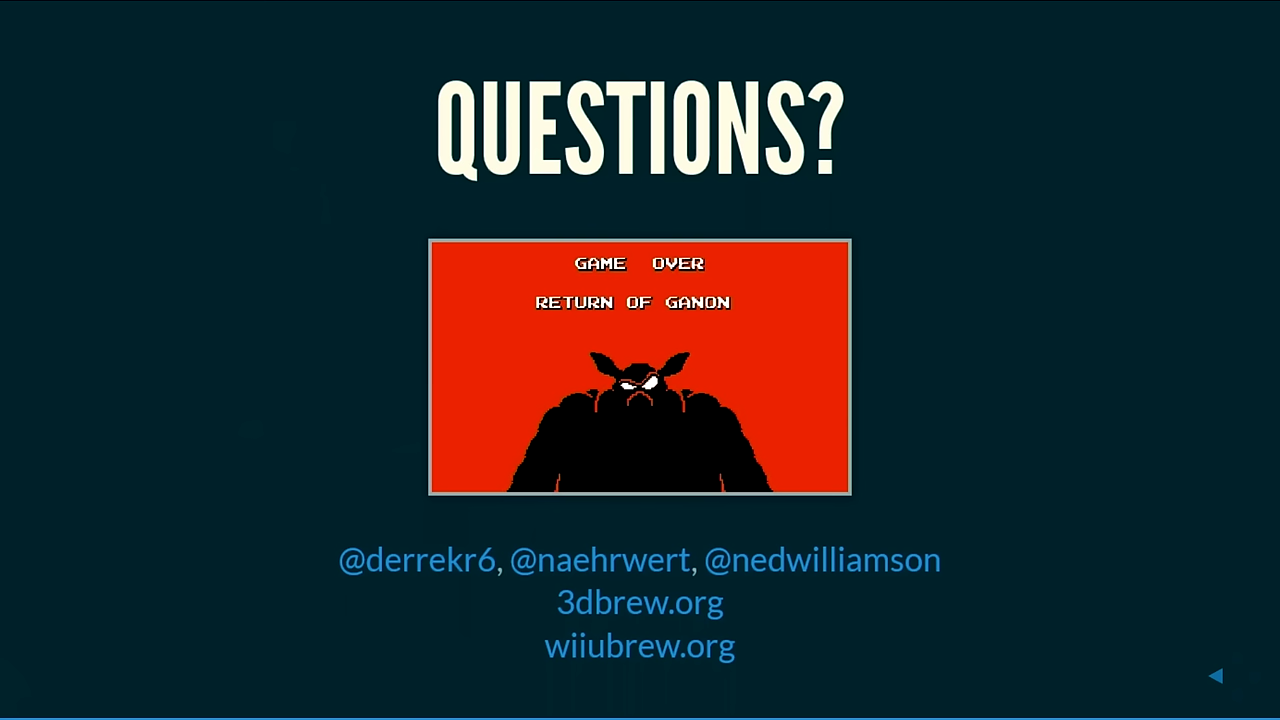 QUESTIONS?
GAME OVER
RETURN OF GANON
@derrekr6, @naehrwert, @nedwilliamson
3dbrew.org
wiiubrew.org